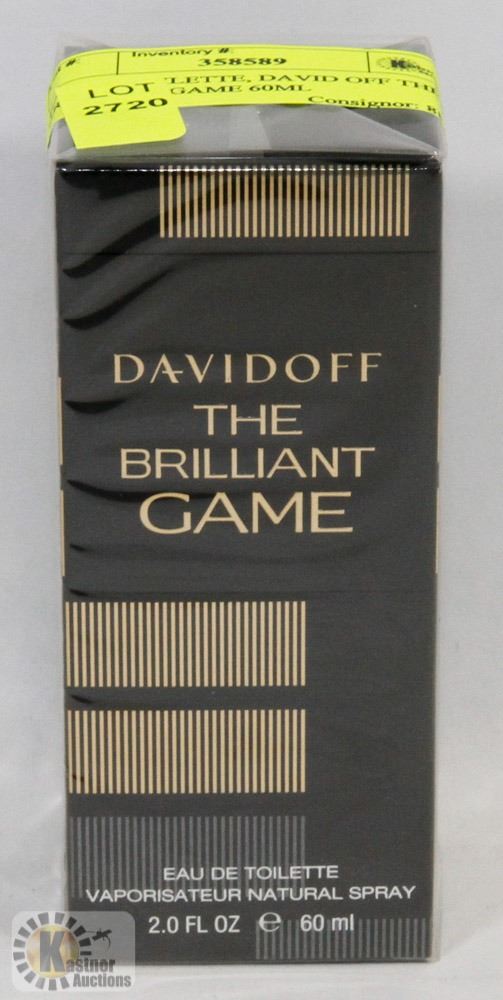 Inventory #:
358589
LOT
2720
LETTE, DAVID OFF THE
GAME 60ML
Consignor:
DAVIDOFF
THE
BRILLIANT
GAME
EAU DE TOILETTE
VAPORISATEUR NATURAL SPRAY
2.0 FL OZ e 60 ml
Kastner
Auctions